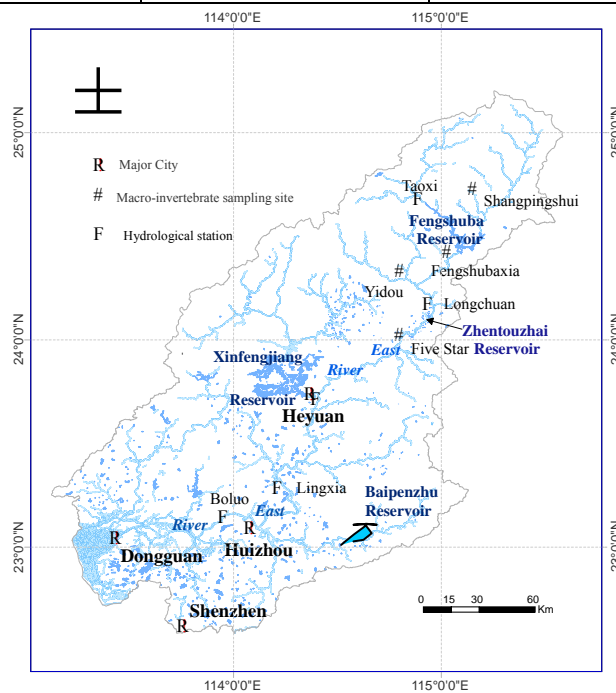 114°0'0"E 115°0'0"E
25°0'0"N 25°0'0"N
R Major City
# Macro-invertebrate sampling site
F Hydrological station
Taoxi
F
#
Shangpingshui
Fengshuba
Reservoir
#
Fengshubaxia
#
Yidou
F Longchuan
Zhentouzhai
Reservoir
24°0'0"N 24°0'0"N
#
Five Star
East
River
Xinfengjiang
Reservoir
R
F
Heyuan
F Lingxia
Baipenzhu
Reservoir
Boluo
F
East
River
R
Huizhou
R
Dongguan
23°0'0"N 23°0'0"N
Shenzhen
R
0 15 30 60
Km
114°0'0"E 115°0'0"E